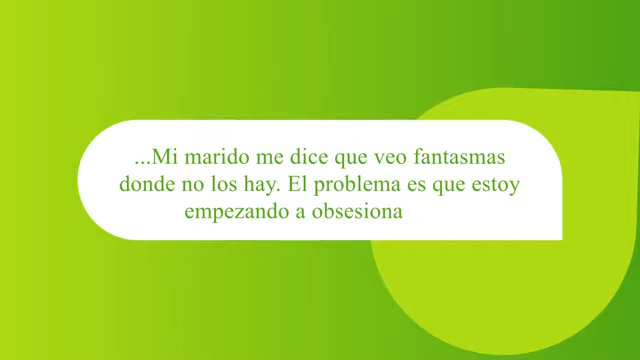 ...Mi marido me dice que veo fantasmas
donde no los hay. El problema es que estoy
empezando a obsesiona